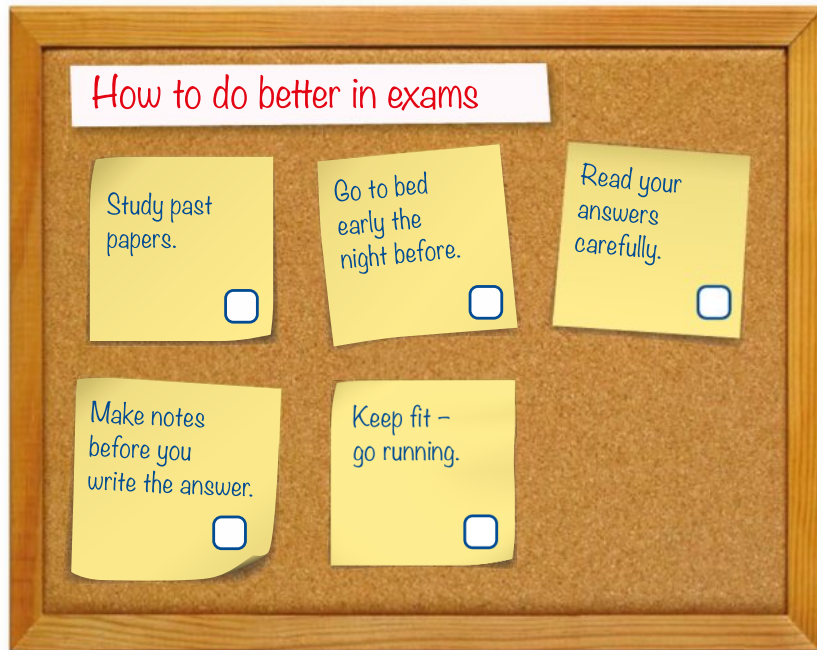 How to do better in exams
Study past
papers.
Go to bed
early the
night before.
Read your
answers
carefully.
Make notes
before you
write the answer.
Keep fit –
go running.